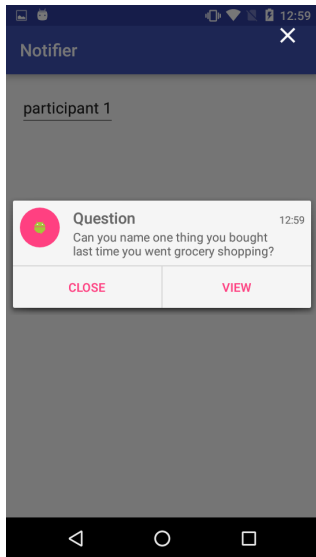 12:59
Notifier
participant 1
Question 12:59
Can you name one thing you bought
last time you went grocery shopping?
CLOSE VIEW